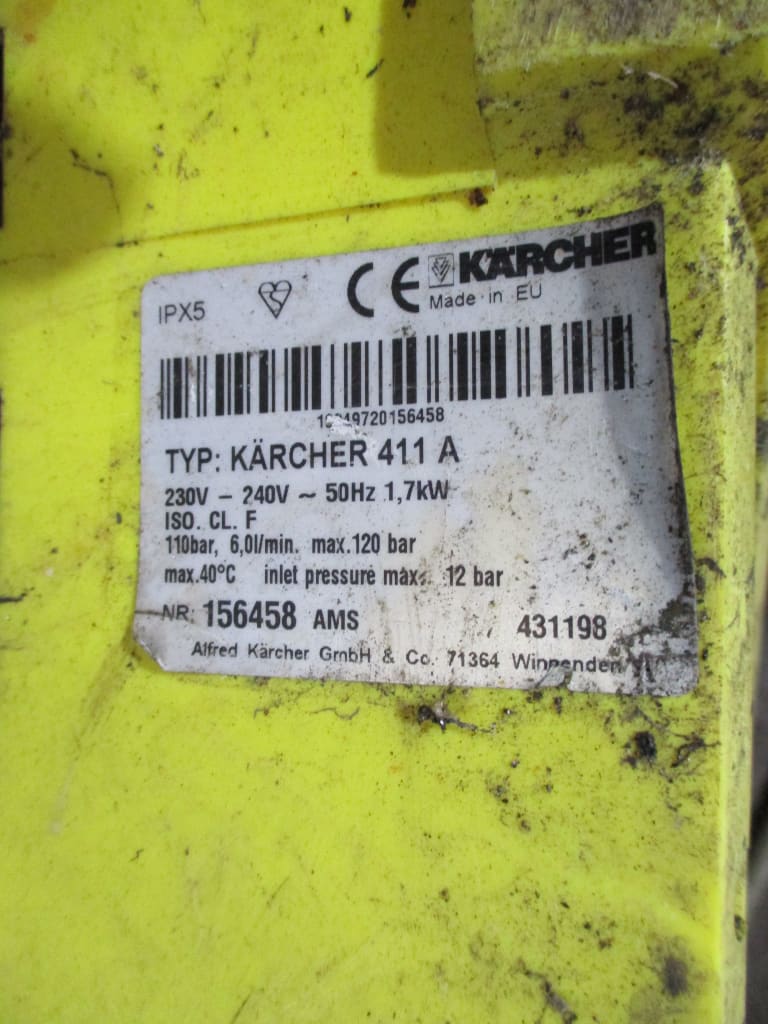 IPX5 CE KÄRCHER
Made in EU
TYP: KÄRCHER 411 A
230V – 240V ~ 50Hz 1,7kW
ISO. CL. F
110bar, 6,0l/min. max.120 bar
max.40°C inlet pressure max. 12 bar
NR: 156458 AMS 431198
Alfred Kärcher GmbH & Co. 71364 Winnenden